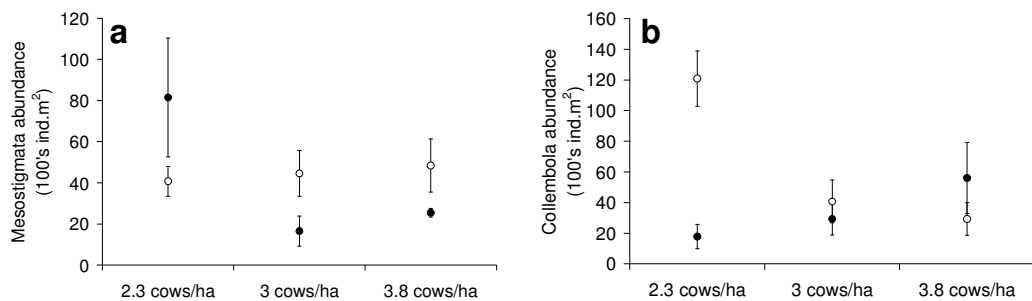 a
Mesostigmata abundance
(100's ind.m²)
120
100
80
60
40
20
0
2.3 cows/ha 3 cows/ha 3.8 cows/ha
b
Collembola abundance
(100's ind.m²)
160
140
120
100
80
60
40
20
0
2.3 cows/ha 3 cows/ha 3.8 cows/ha